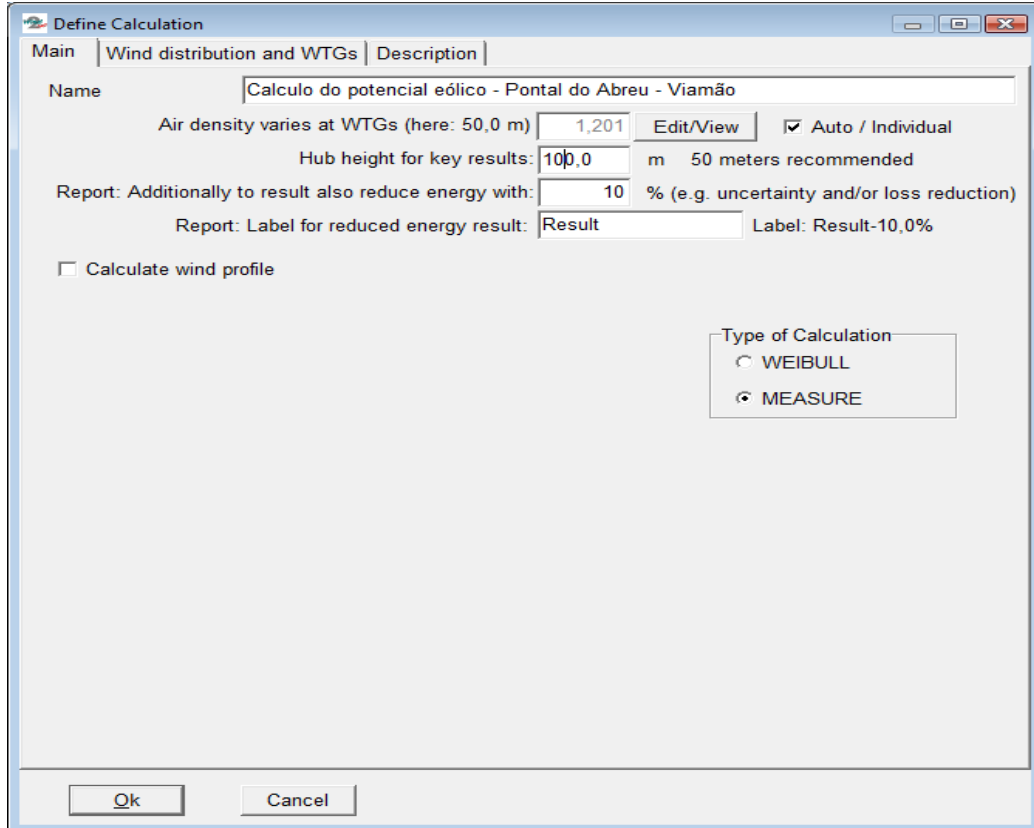 Define Calculation
Main Wind distribution and WTGs Description
Name Calculo do potencial eólico - Pontal do Abreu - Viamão
Air density varies at WTGs (here: 50,0 m) 1,201 Edit/View Auto / Individual
Hub height for key results: 100,0 m 50 meters recommended
Report: Additionally to result also reduce energy with: 10 % (e.g. uncertainty and/or loss reduction)
Report: Label for reduced energy result: Result Label: Result-10,0%
Calculate wind profile
Type of Calculation
WEIBULL
MEASURE
Ok Cancel